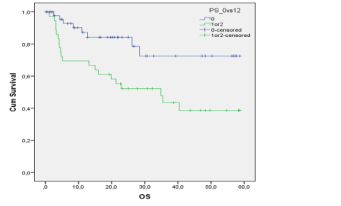 PS_0vs12
0
1or2
0-censored
1or2-censored
1,0
0,8
0,6
0,4
0,2
0,0
Cum Survival
,0 10,0 20,0 30,0 40,0 50,0 60,0
OS